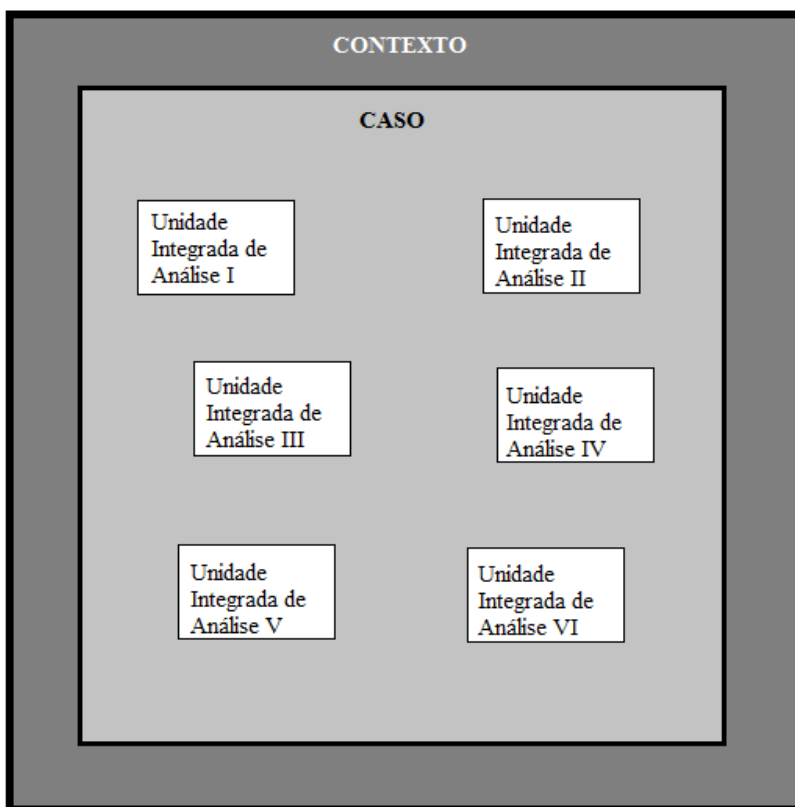 CONTEXTO
CASO
Unidade
Integrada de
Análise I
Unidade
Integrada de
Análise II
Unidade
Integrada de
Análise III
Unidade
Integrada de
Análise IV
Unidade
Integrada de
Análise V
Unidade
Integrada de
Análise VI